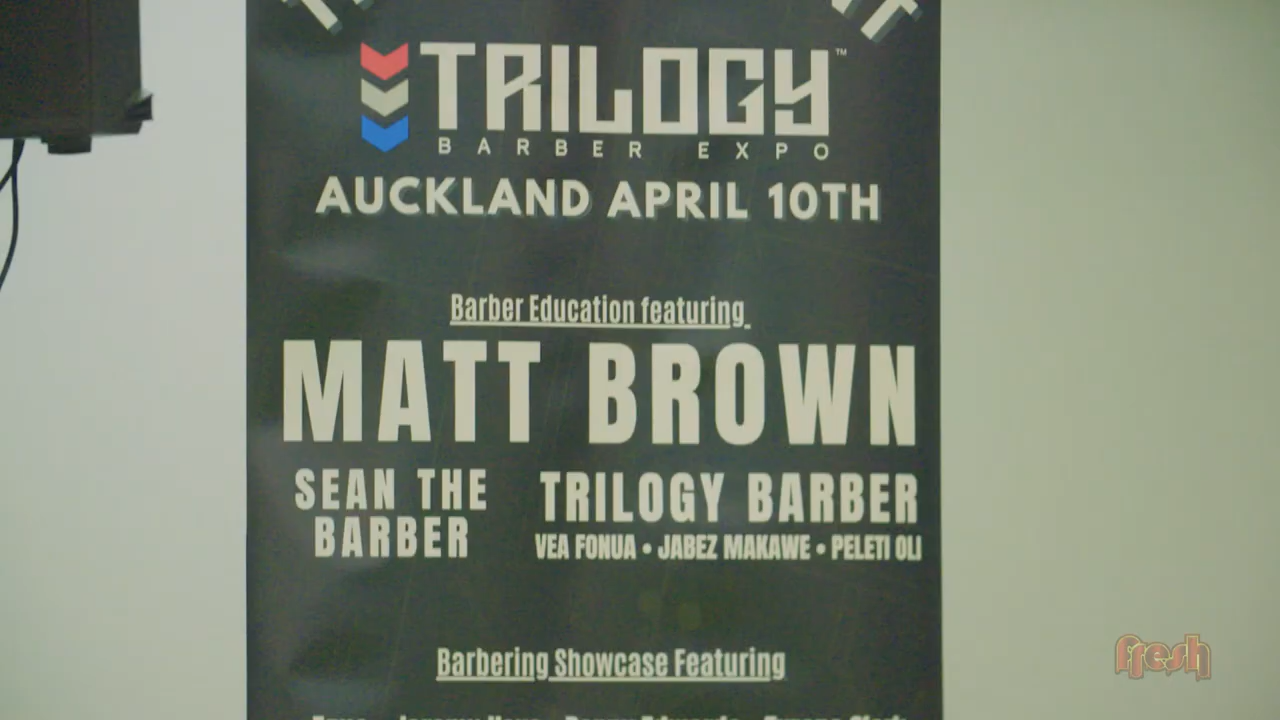 TRILOGY™
BARBER EXPO
AUCKLAND APRIL 10TH
Barber Education featuring
MATT BROWN
SEAN THE
BARBER
TRILOGY BARBER
VEA FONUA • JABEZ MAKAWE • PELETI OLI
Barbering Showcase Featuring
fresh